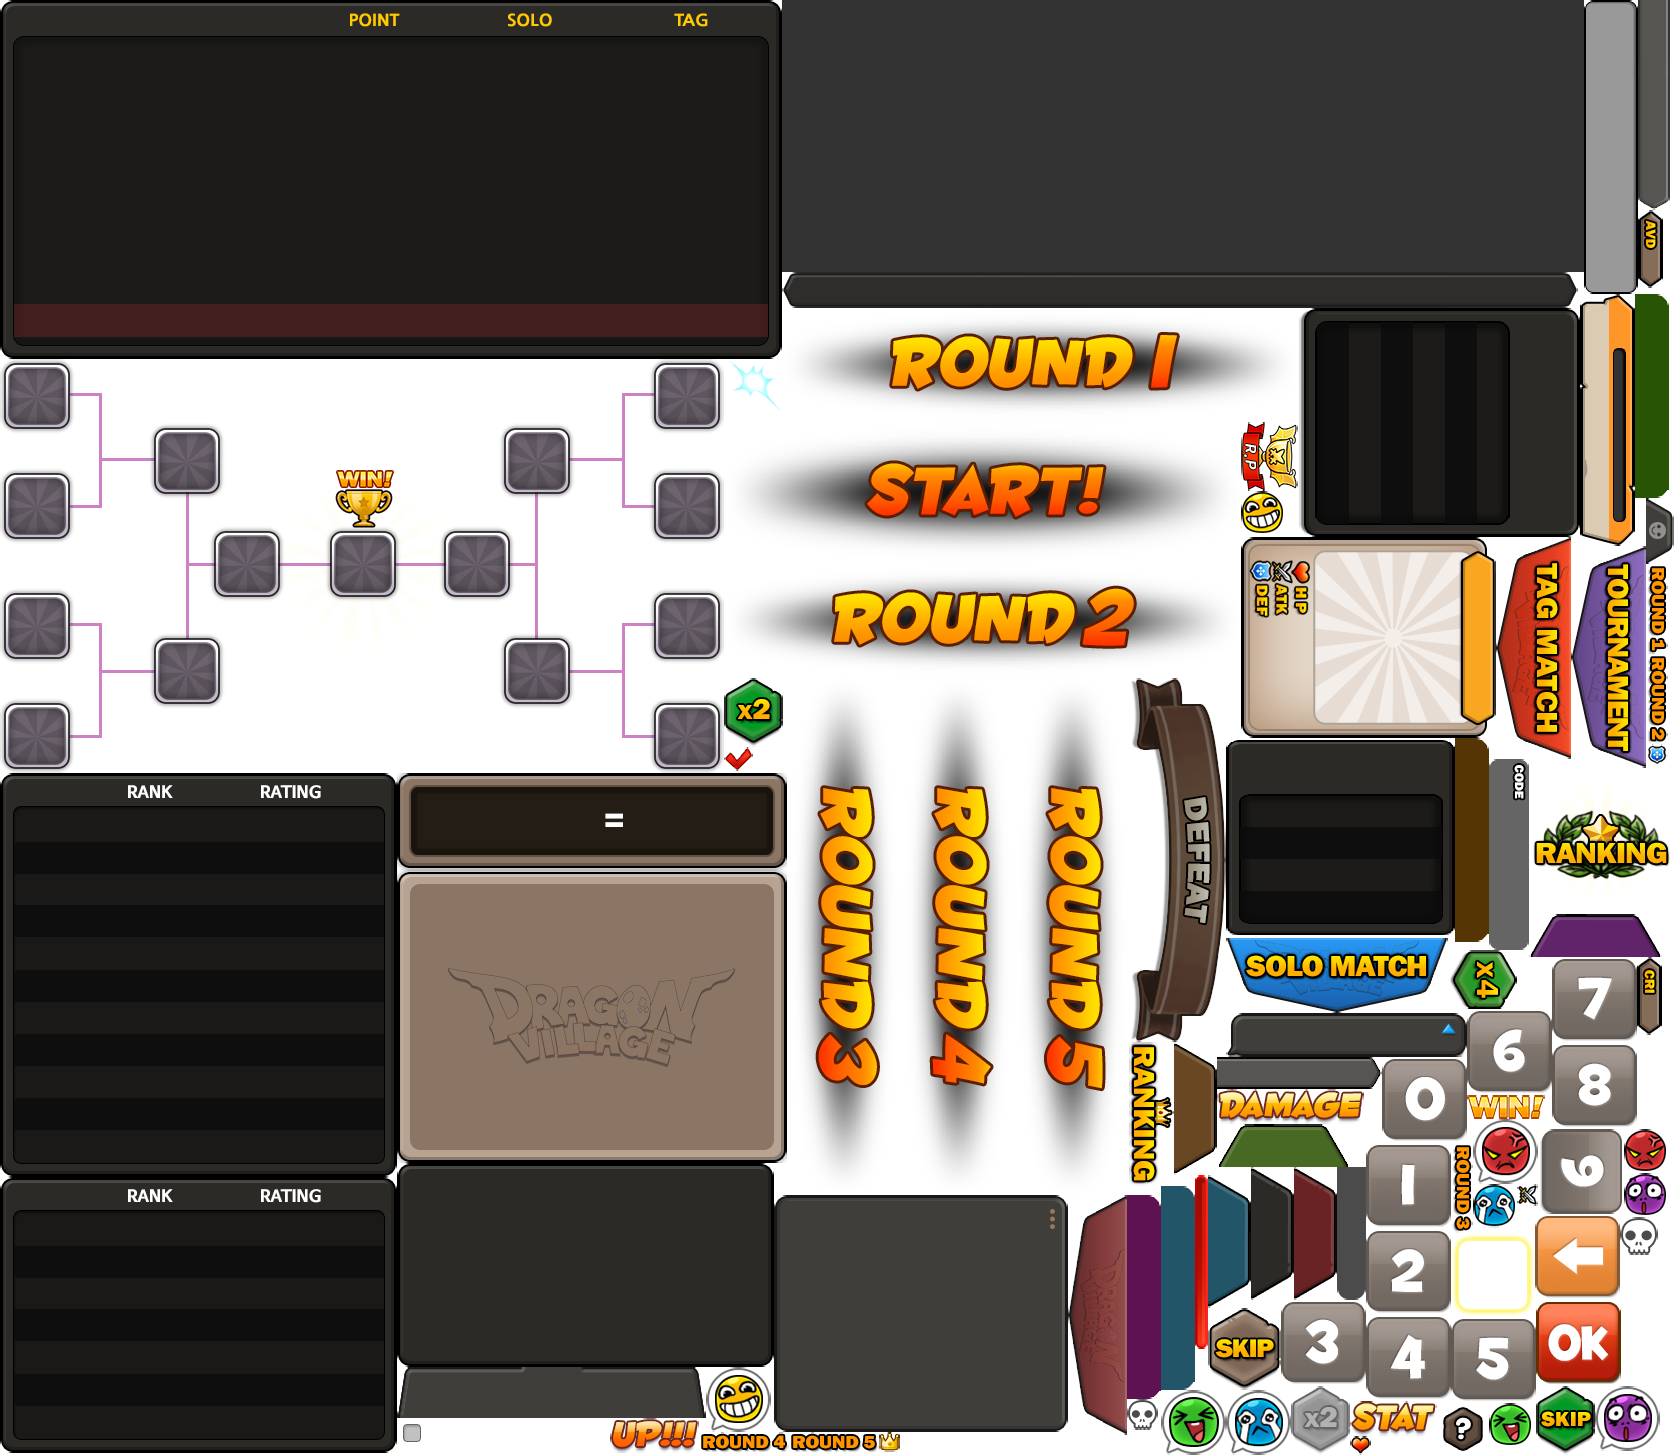 POINT SOLO TAG
AVD
ROUND 1
R.P
START!
WIN!
ROUND 2
H P
ATK
DEF
TAG MATCH
TOURNAMENT
ROUND 1 ROUND 2
x2
RANK RATING
=
ROUND 3
ROUND 4
ROUND 5
DEFEAT
CODE
RANKING
SOLO MATCH
x4
CRI
7
DRAGON
VILLAGE
6
8
0
RANKING
DAMAGE
WIN!
1
ROUND 3
9
RANK RATING
2
DRAGON
VILLAGE
SKIP
3
4
5
OK
UP!!!
ROUND 4 ROUND 5
x2
STAT
?
SKIP